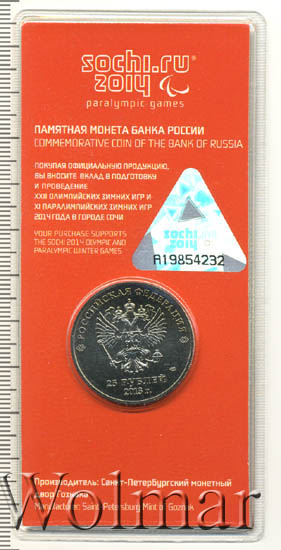 sochi.ru
2014
paralympic games
ПАМЯТНАЯ МОНЕТА БАНКА РОССИИ
COMMEMORATIVE COIN OF THE BANK OF RUSSIA
ПОКУПАЯ ОФИЦИАЛЬНУЮ ПРОДУКЦИЮ,
ВЫ ВНОСИТЕ ВКЛАД В ПОДГОТОВКУ
И ПРОВЕДЕНИЕ
XXII ОЛИМПИЙСКИХ ЗИМНИХ ИГР И
XI ПАРАЛИМПИЙСКИХ ЗИМНИХ ИГР
2014 ГОДА В ГОРОДЕ СОЧИ
YOUR PURCHASE SUPPORTS
THE SOCHI 2014 OLYMPIC AND
PARALYMPIC WINTER GAMES
sochi.ru
2014
A19854232
РОССИЙСКАЯ ФЕДЕРАЦИЯ
25 РУБЛЕЙ
2013 г.
Производитель: Санкт-Петербургский монетный
двор Гознака
Manufacturer: Saint Petersburg Mint of Goznak
Wolmar